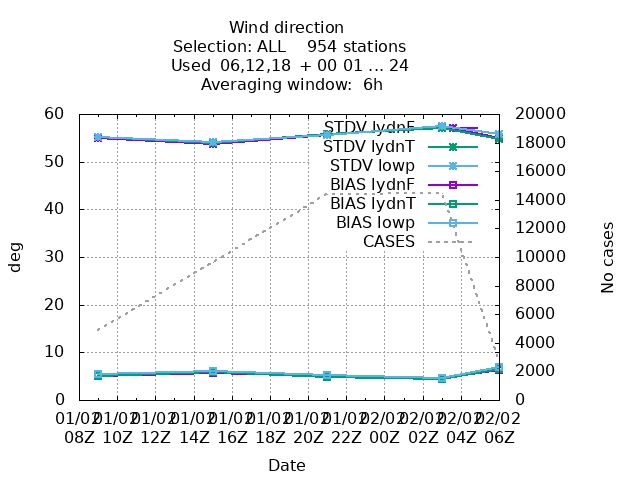 Wind direction
Selection: ALL 954 stations
Used 06,12,18 + 00 01 ... 24
Averaging window: 6h
60 20000
50 18000
40 16000
30 14000
20 12000
10 10000
0 8000
6000
4000
2000
0
STDV lydnF
STDV lydnT
STDV lowp
BIAS lydnF
BIAS lydnT
BIAS lowp
CASES
deg
No cases
01/02 01/02 01/02 01/02 01/02 01/02 01/02 01/02 02/02 02/02 02/02 02/02
08Z 10Z 12Z 14Z 16Z 18Z 20Z 22Z 00Z 02Z 04Z 06Z
Date